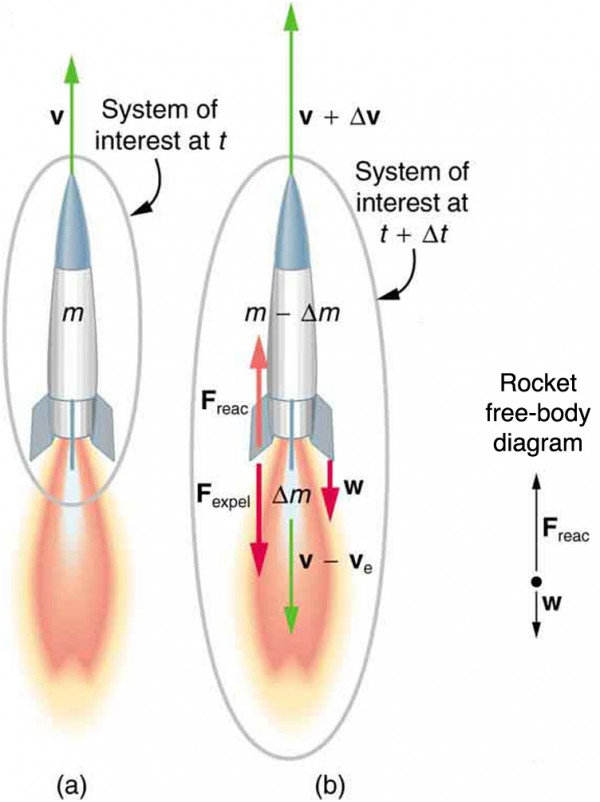 v
System of
interest at t
m
(a)
v + Δv
System of
interest at
t + Δt
m − Δm
Freac
Fexpel
Δm
w
v − ve
(b)
Rocket
free-body
diagram
Freac
w